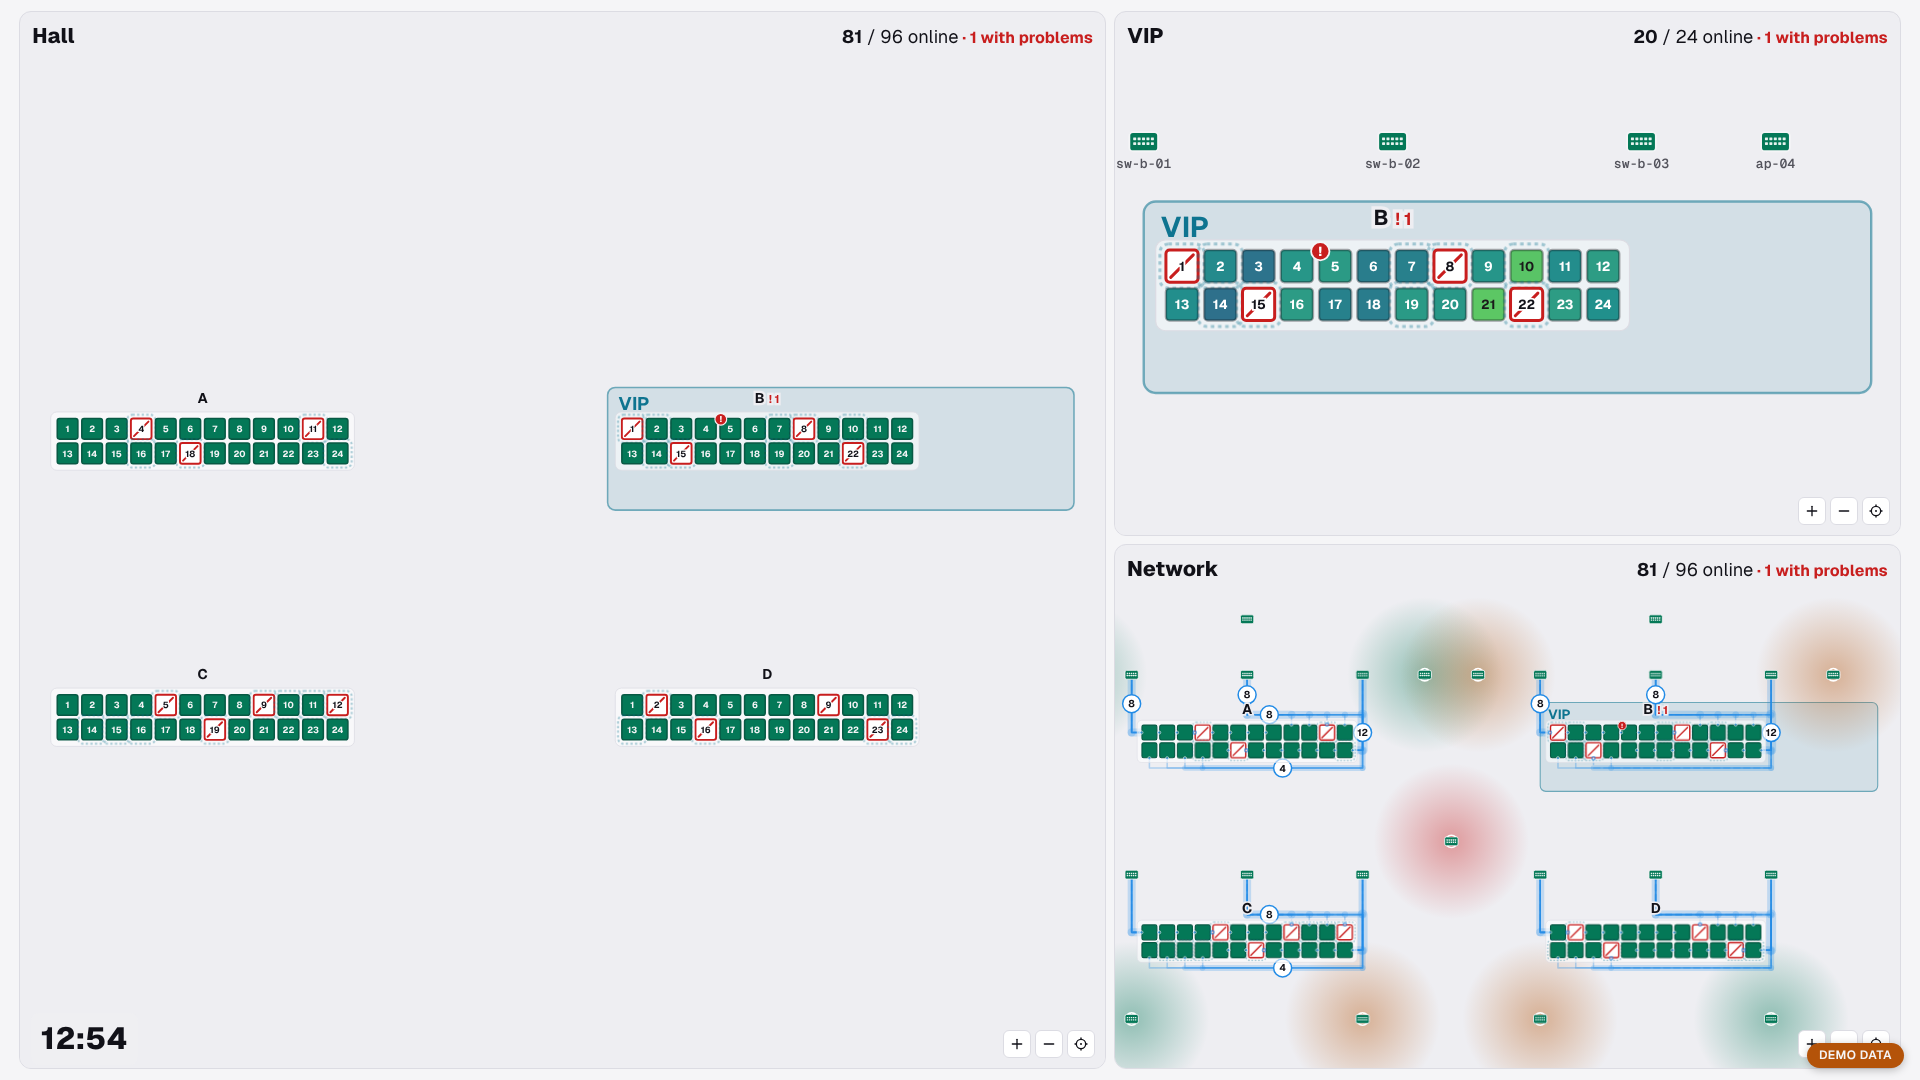 Hall
81 / 96 online · 1 with problems
A
1 2 3 4 5 6 7 8 9 10 11 12
13 14 15 16 17 18 19 20 21 22 23 24
VIP
B !1
!
1 2 3 4 5 6 7 8 9 10 11 12
13 14 15 16 17 18 19 20 21 22 23 24
C
1 2 3 4 5 6 7 8 9 10 11 12
13 14 15 16 17 18 19 20 21 22 23 24
D
1 2 3 4 5 6 7 8 9 10 11 12
13 14 15 16 17 18 19 20 21 22 23 24
12:54
+ −
VIP
20 / 24 online · 1 with problems
sw-b-01 sw-b-02 sw-b-03 ap-04
VIP
B !1
!
1 2 3 4 5 6 7 8 9 10 11 12
13 14 15 16 17 18 19 20 21 22 23 24
+ −
Network
81 / 96 online · 1 with problems
8 8 8 8
A 8
VIP B !1
!
12 12
4
C 8
D
4
+
DEMO DATA